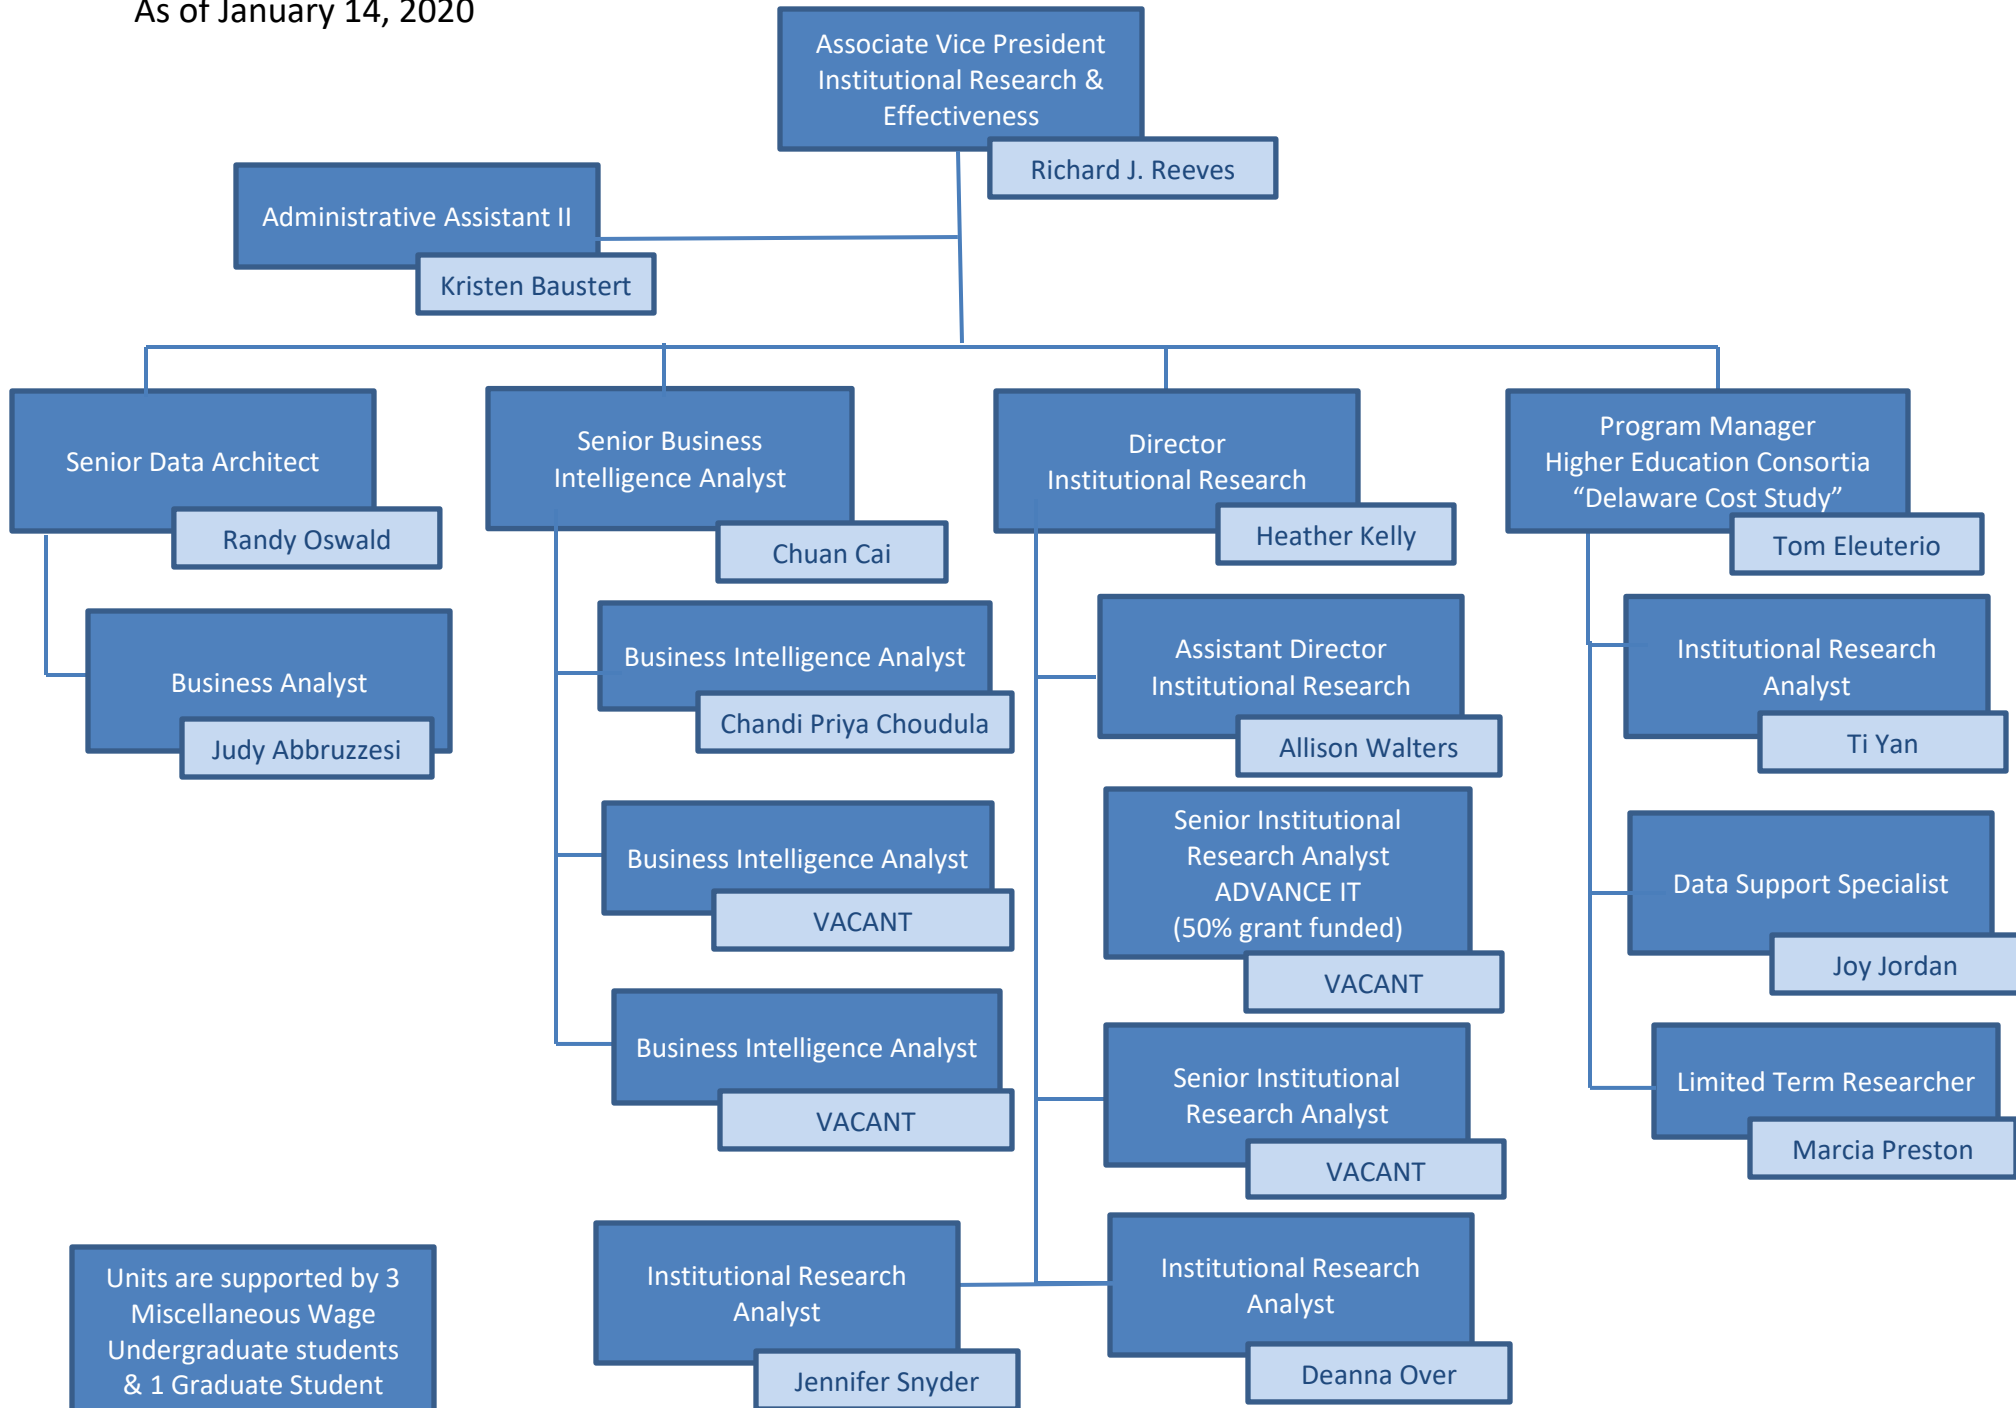 As of January 14, 2020
Associate Vice President
Institutional Research &
Effectiveness
Richard J. Reeves
Administrative Assistant II
Kristen Baustert
Senior Data Architect
Randy Oswald
Business Analyst
Judy Abbruzzesi
Senior Business
Intelligence Analyst
Chuan Cai
Business Intelligence Analyst
Chandi Priya Choudula
Business Intelligence Analyst
VACANT
Business Intelligence Analyst
VACANT
Director
Institutional Research
Heather Kelly
Assistant Director
Institutional Research
Allison Walters
Senior Institutional
Research Analyst
ADVANCE IT
(50% grant funded)
VACANT
Senior Institutional
Research Analyst
VACANT
Institutional Research
Analyst
Jennifer Snyder
Institutional Research
Analyst
Deanna Over
Program Manager
Higher Education Consortia
“Delaware Cost Study”
Tom Eleuterio
Institutional Research
Analyst
Ti Yan
Data Support Specialist
Joy Jordan
Limited Term Researcher
Marcia Preston
Units are supported by 3
Miscellaneous Wage
Undergraduate students
& 1 Graduate Student